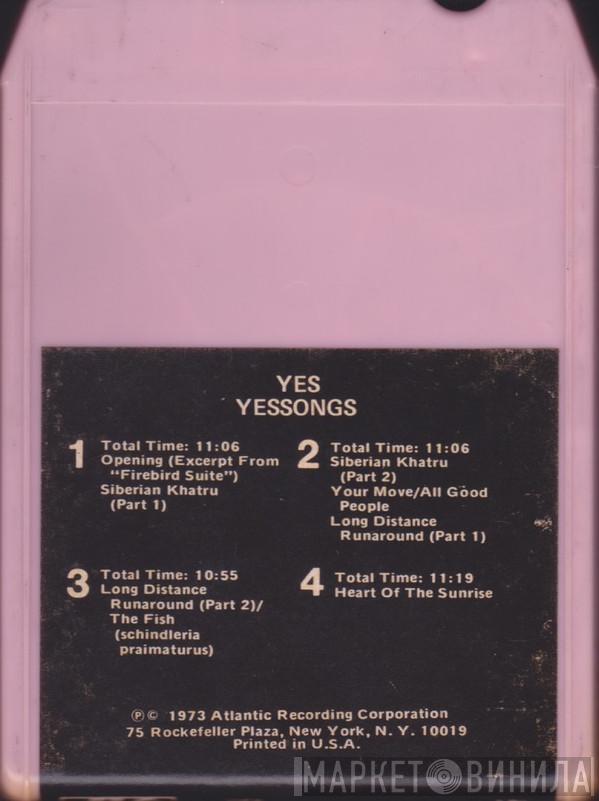 YES
YESSONGS
1 Total Time: 11:06
Opening (Excerpt From
"Firebird Suite")
Siberian Khatru
(Part 1)
2 Total Time: 11:06
Siberian Khatru
(Part 2)
Your Move/All Good
People
Long Distance
Runaround (Part 1)
3 Total Time: 10:55
Long Distance
Runaround (Part 2)/
The Fish
(schindleria
praimaturus)
4 Total Time: 11:19
Heart Of The Sunrise
℗© 1973 Atlantic Recording Corporation
75 Rockefeller Plaza, New York, N. Y. 10019
Printed in U.S.A.
МАРКЕТ ВИНИЛА